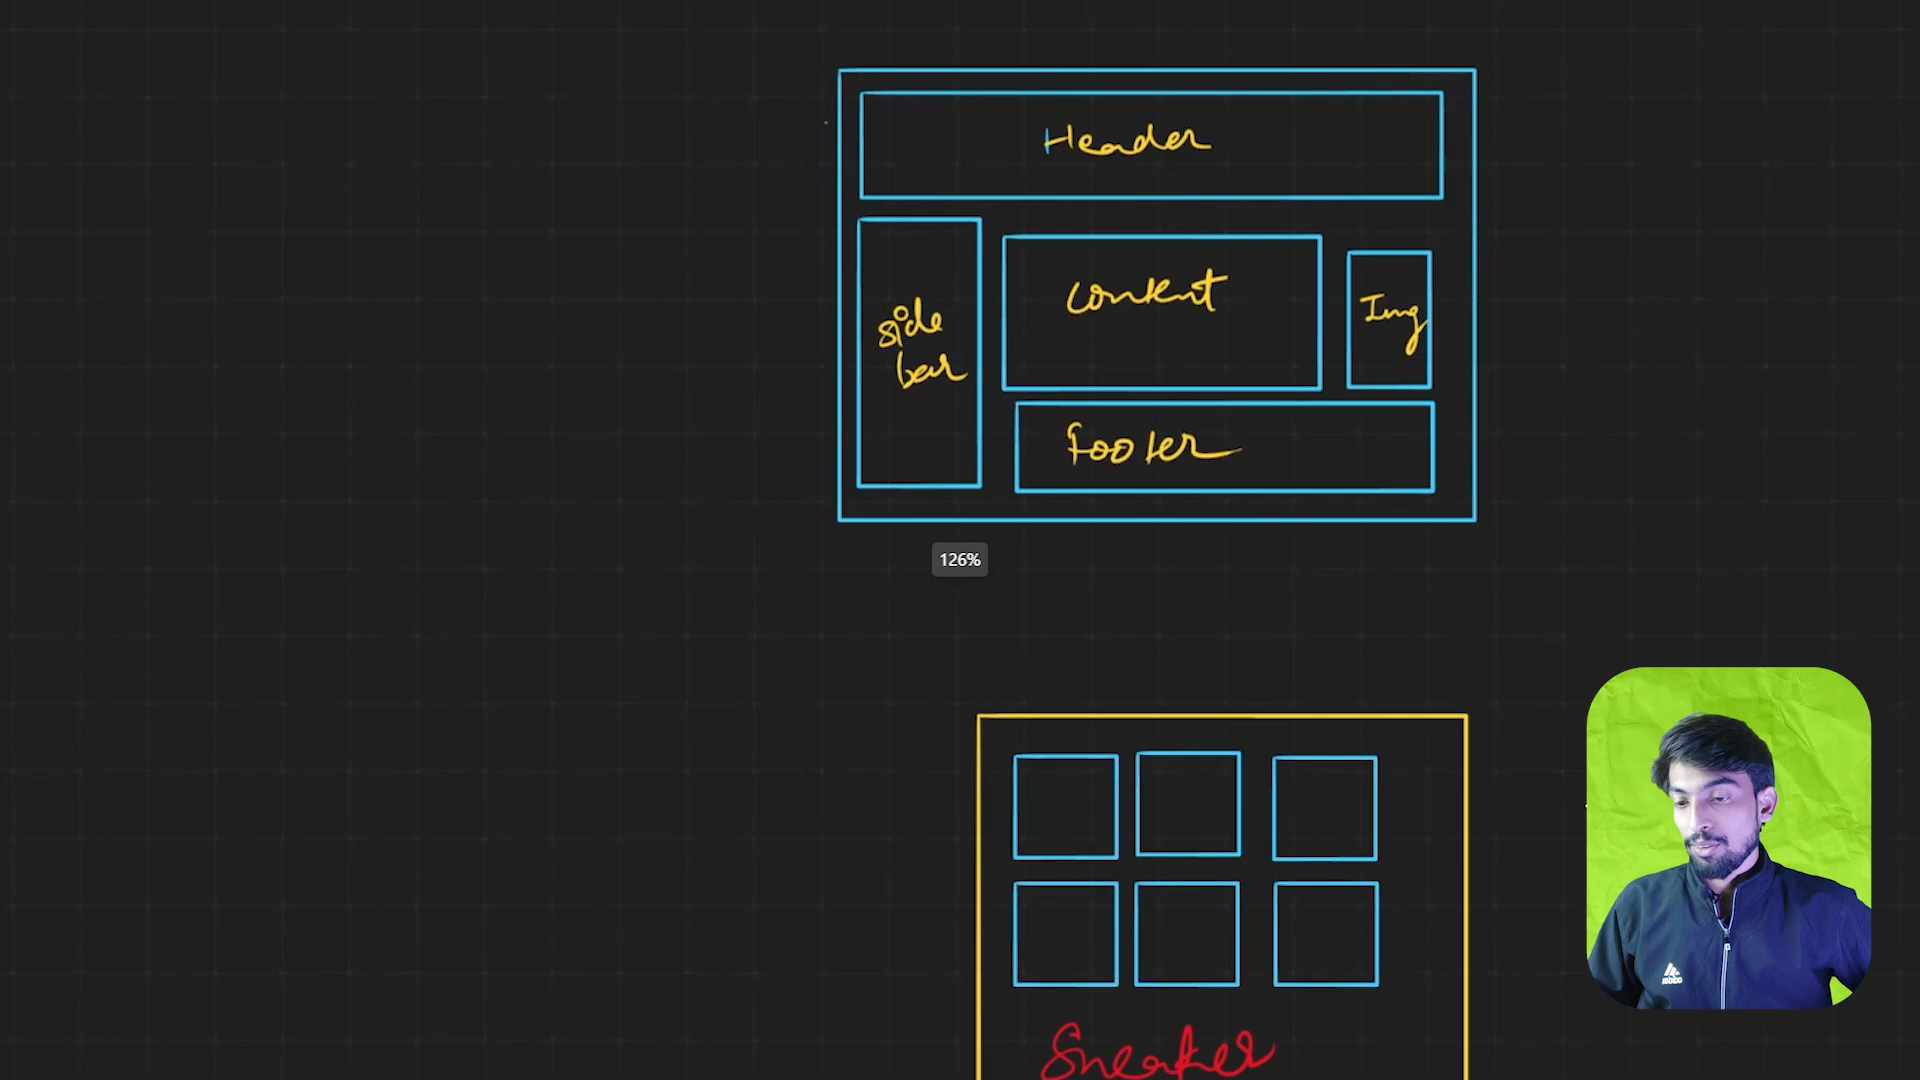 Header
side
bar
content
Img
footer
126%
Sneaker